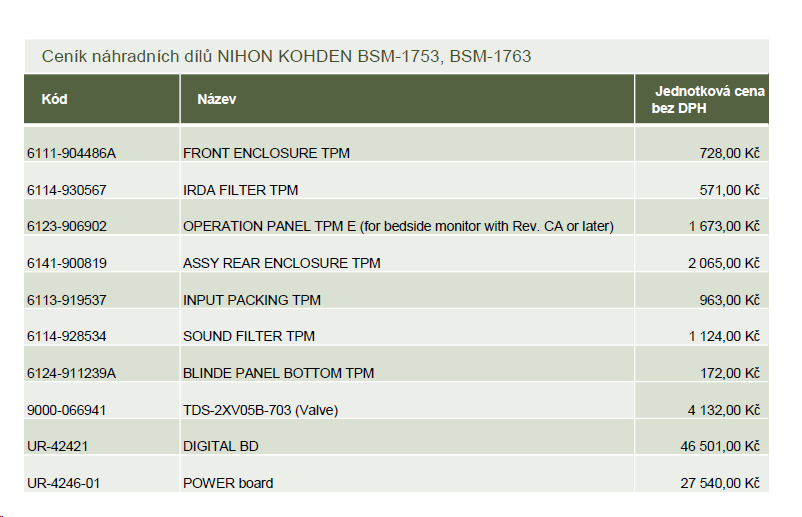 Ceník náhradních dílů NIHON KOHDEN BSM-1753, BSM-1763
Kód Název Jednotková cena bez DPH
6111-904486A FRONT ENCLOSURE TPM 728,00 Kč
6114-930567 IRDA FILTER TPM 571,00 Kč
6123-906902 OPERATION PANEL TPM E (for bedside monitor with Rev. CA or later) 1 673,00 Kč
6141-900819 ASSY REAR ENCLOSURE TPM 2 065,00 Kč
6113-919537 INPUT PACKING TPM 963,00 Kč
6114-928534 SOUND FILTER TPM 1 124,00 Kč
6124-911239A BLINDE PANEL BOTTOM TPM 172,00 Kč
9000-066941 TDS-2XV05B-703 (Valve) 4 132,00 Kč
UR-42421 DIGITAL BD 46 501,00 Kč
UR-4246-01 POWER board 27 540,00 Kč